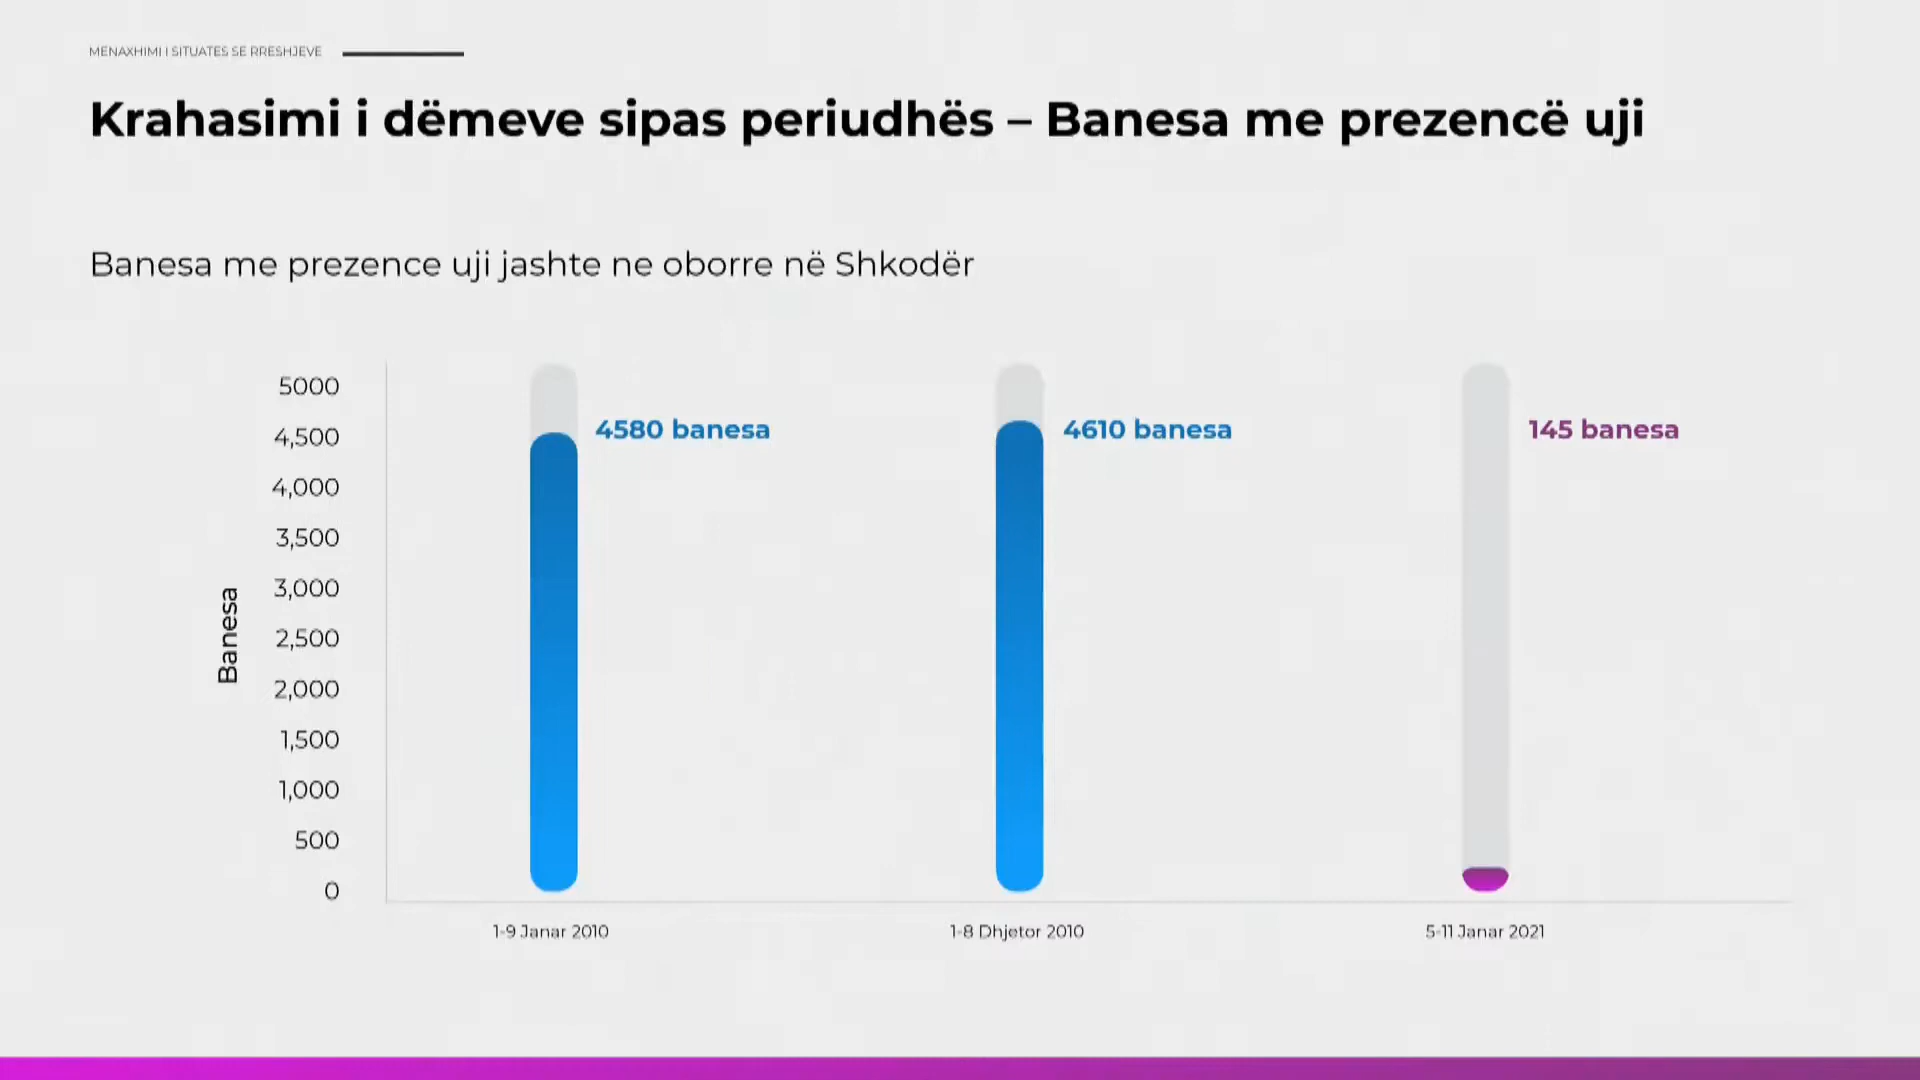 MENAXHIMI I SITUATES SE RRESHJEVE
Krahasimi i dëmeve sipas periudhës – Banesa me prezencë uji
Banesa me prezence uji jashte ne oborre në Shkodër
Banesa
5000
4,500
4,000
3,500
3,000
2,500
2,000
1,500
1,000
500
0
4580 banesa
4610 banesa
145 banesa
1-9 Janar 2010
1-8 Dhjetor 2010
5-11 Janar 2021